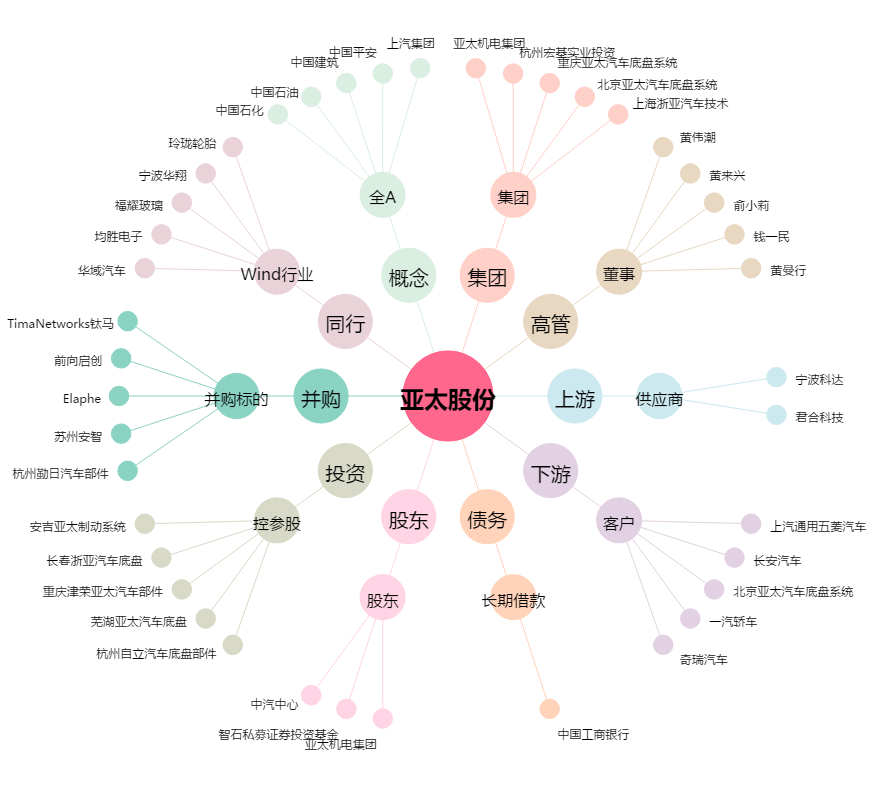 上汽集团
亚太机电集团
中国平安
杭州宏基实业投资
中国建筑
重庆亚太汽车底盘系统
中国石油
北京亚太汽车底盘系统
中国石化
上海浙亚汽车技术
玲珑轮胎
黄伟潮
宁波华翔
黄来兴
福耀玻璃
俞小莉
均胜电子
钱一民
华域汽车
黄旻行
全A
集团
Wind行业
董事
概念
集团
同行
高管
TimaNetworks钛马
前向启创
Elaphe
苏州安智
杭州勤日汽车部件
并购标的
并购
亚太股份
上游
供应商
宁波科达
君合科技
投资
下游
控参股
客户
股东
债务
安吉亚太制动系统
上汽通用五菱汽车
长春浙亚汽车底盘
长安汽车
重庆津荣亚太汽车部件
北京亚太汽车底盘系统
芜湖亚太汽车底盘
一汽轿车
杭州自立汽车底盘部件
奇瑞汽车
股东
长期借款
中汽中心
智石私募证券投资基金
亚太机电集团
中国工商银行